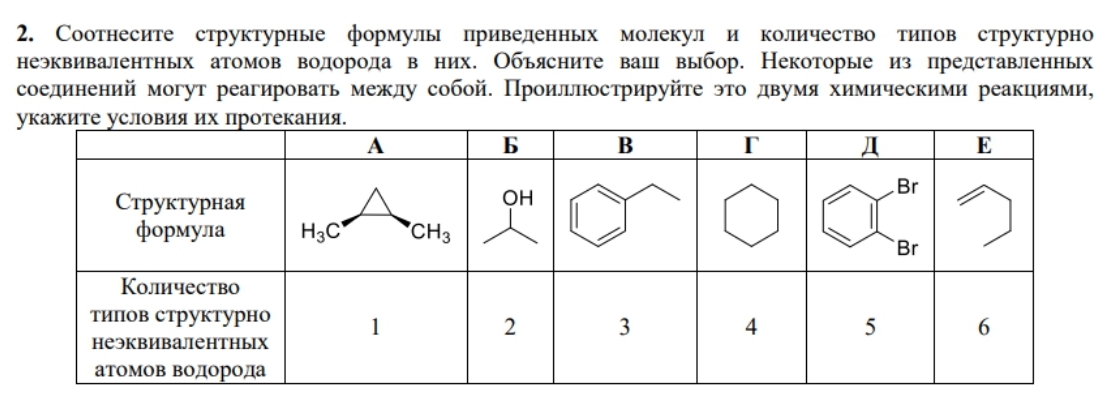 2. Соотнесите структурные формулы приведенных молекул и количество типов структурно
неэквивалентных атомов водорода в них. Объясните ваш выбор. Некоторые из представленных
соединений могут реагировать между собой. Проиллюстрируйте это двумя химическими реакциями,
укажите условия их протекания.
А Б В Г Д Е
Структурная
формула
H₃C CH₃
OH
Br
Br
Количество
типов структурно
неэквивалентных
атомов водорода
1 2 3 4 5 6